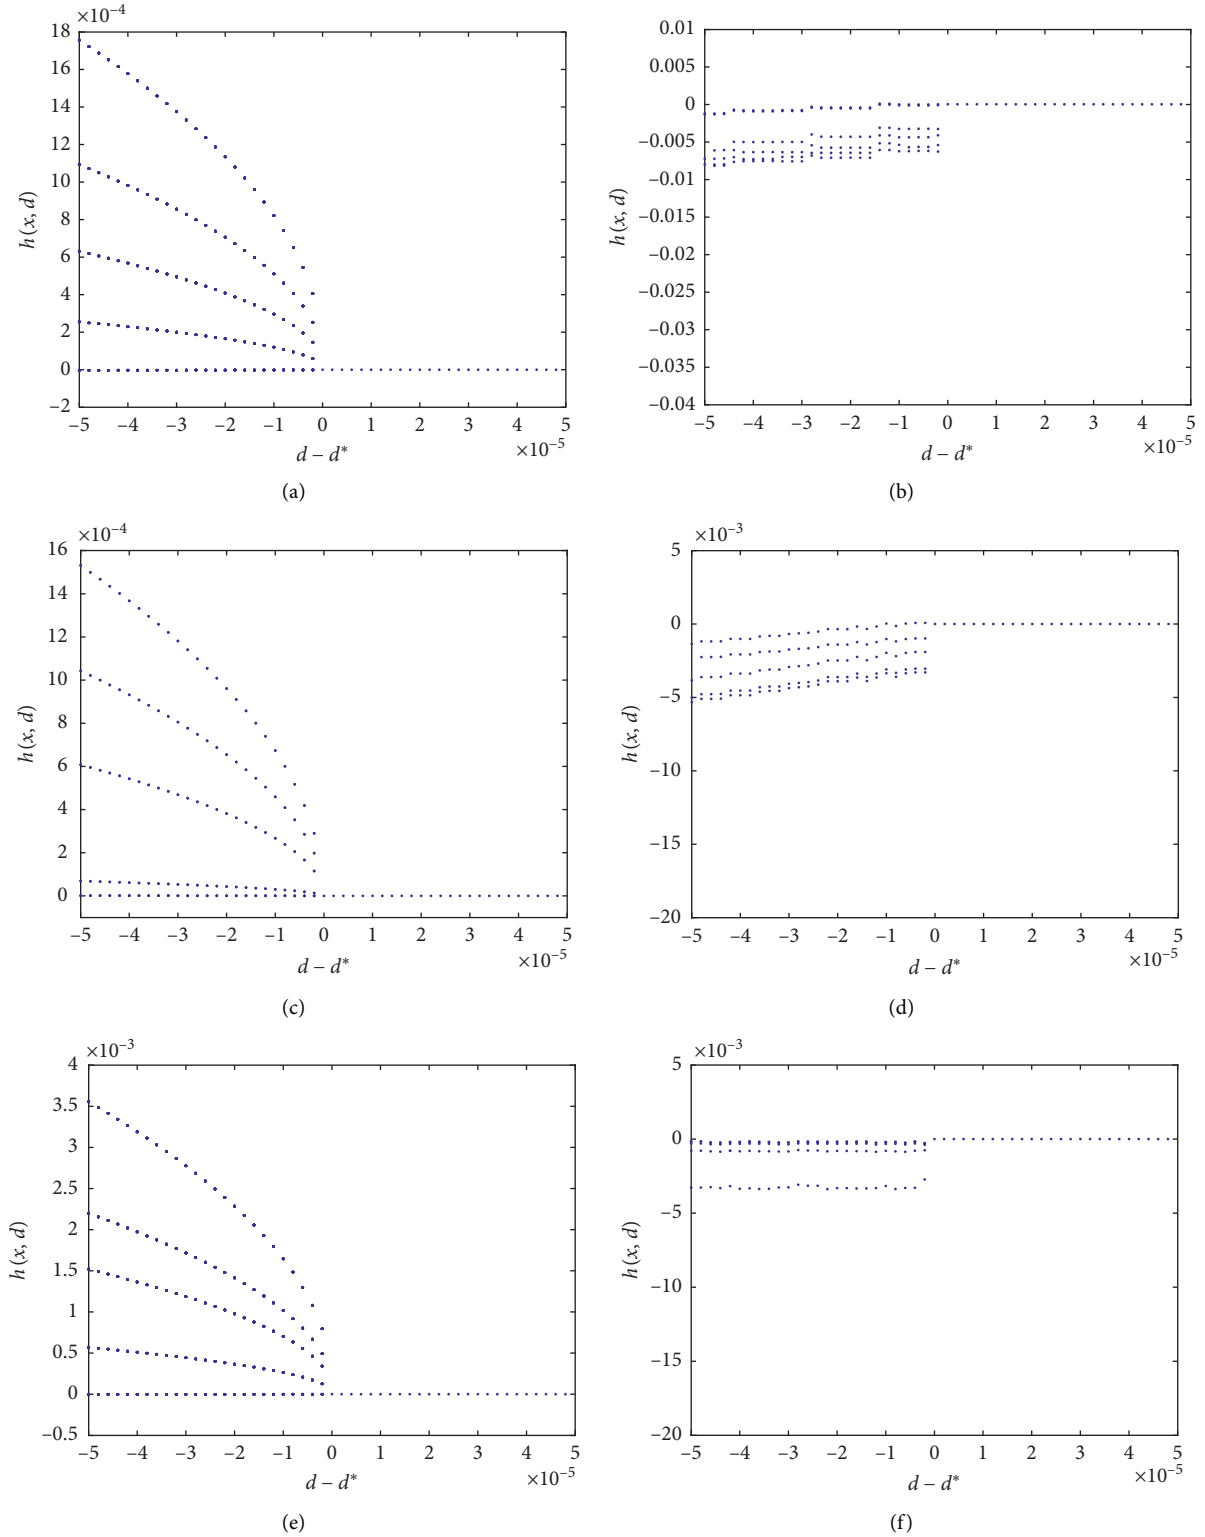 ×10–4
18
16
14
12
10
8
6
4
2
0
–2
h(x, d)
–5 –4 –3 –2 –1 0 1 2 3 4 5
×10–5
d – d*
(a)
0.01
0.005
0
–0.005
–0.01
–0.015
–0.02
–0.025
–0.03
–0.035
–0.04
h(x, d)
–5 –4 –3 –2 –1 0 1 2 3 4 5
×10–5
d – d*
(b)
×10–4
16
14
12
10
8
6
4
2
0
h(x, d)
–5 –4 –3 –2 –1 0 1 2 3 4 5
×10–5
d – d*
(c)
×10–3
5
0
–5
–10
–15
–20
h(x, d)
–5 –4 –3 –2 –1 0 1 2 3 4 5
×10–5
d – d*
(d)
×10–3
4
3.5
3
2.5
2
1.5
1
0.5
0
–0.5
h(x, d)
–5 –4 –3 –2 –1 0 1 2 3 4 5
×10–5
d – d*
(e)
×10–3
5
0
–5
–10
–15
–20
h(x, d)
–5 –4 –3 –2 –1 0 1 2 3 4 5
×10–5
d – d*
(f)